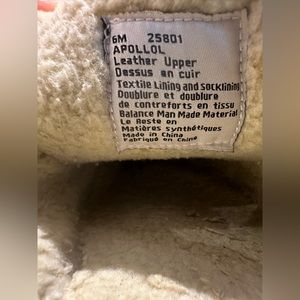 6M 25801
APOLLOL
Leather Upper
Dessus en cuir
Textile Lining and Socklining
Doublure et doublure
de contreforts en tissu
Balance Man Made Material
Le Reste en
Matières synthétiques
Made in China
Fabriqué en Chine